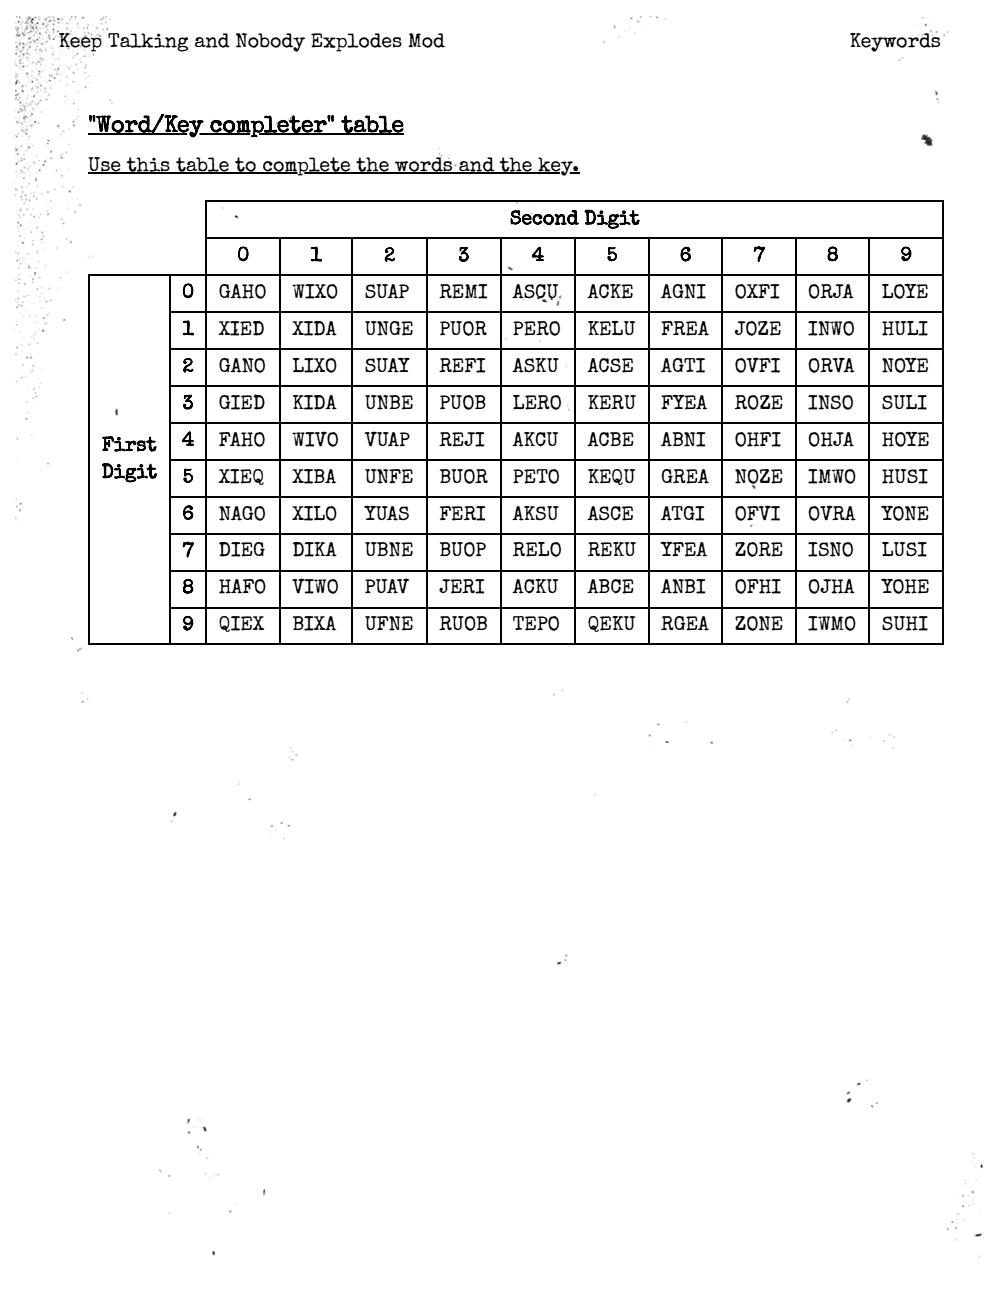 Keep Talking and Nobody Explodes Mod Keywords
"Word/Key completer" table
Use this table to complete the words and the key.
Second Digit
0 1 2 3 4 5 6 7 8 9
First Digit
0 GAHO WIXO SUAP REMI ASCU ACKE AGNI OXFI ORJA LOYE
1 XIED XIDA UNGE PUOR PERO KELU FREA JOZE INWO HULI
2 GANO LIXO SUAY REFI ASKU ACSE AGTI OVFI ORVA NOYE
3 GIED KIDA UNBE PUOB LERO KERU FYEA ROZE INSO SULI
4 FAHO WIVO VUAP REJI AKCU ACBE ABNI OHFI OHJA HOYE
5 XIEQ XIBA UNFE BUOR PETO KEQU GREA NOZE IMWO HUSI
6 NAGO XILO YUAS FERI AKSU ASCE ATGI OFVI OVRA YONE
7 DIEG DIKA UBNE BUOP RELO REKU YFEA ZORE ISNO LUSI
8 HAFO VIWO PUAV JERI ACKU ABCE ANBI OFHI OJHA YOHE
9 QIEX BIXA UFNE RUOB TEPO QEKU RGEA ZONE IWMO SUHI